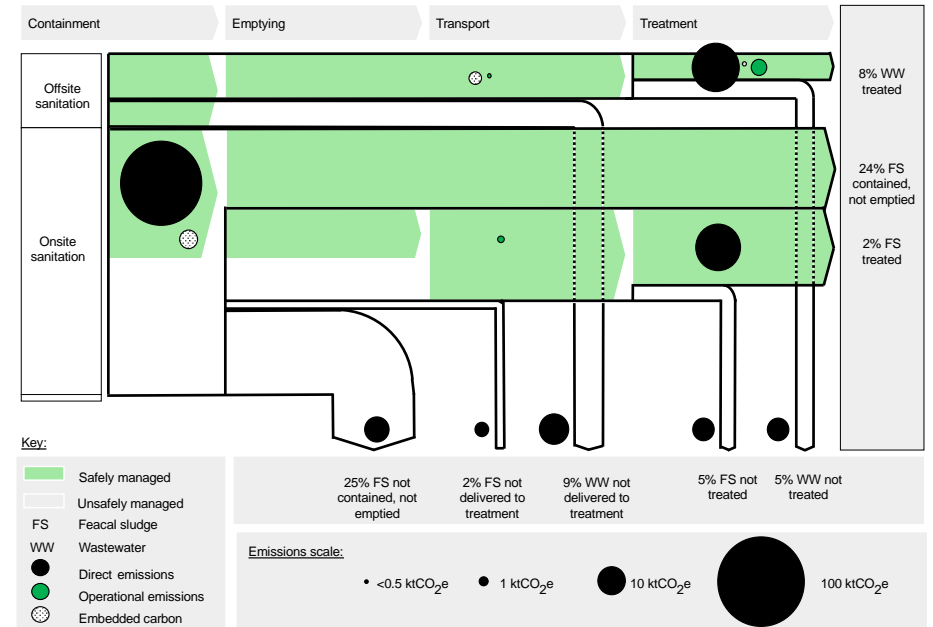 Containment
Emptying
Transport
Treatment
Offsite
sanitation
8% WW
treated
24% FS
contained,
not emptied
Onsite
sanitation
2% FS
treated
Key:
Safely managed
Unsafely managed
FS Feacal sludge
WW Wastewater
Direct emissions
Operational emissions
Embedded carbon
25% FS not
contained, not
emptied
2% FS not
delivered to
treatment
9% WW not
delivered to
treatment
5% FS not
treated
5% WW not
treated
Emissions scale:
<0.5 ktCO2e
1 ktCO2e
10 ktCO2e
100 ktCO2e